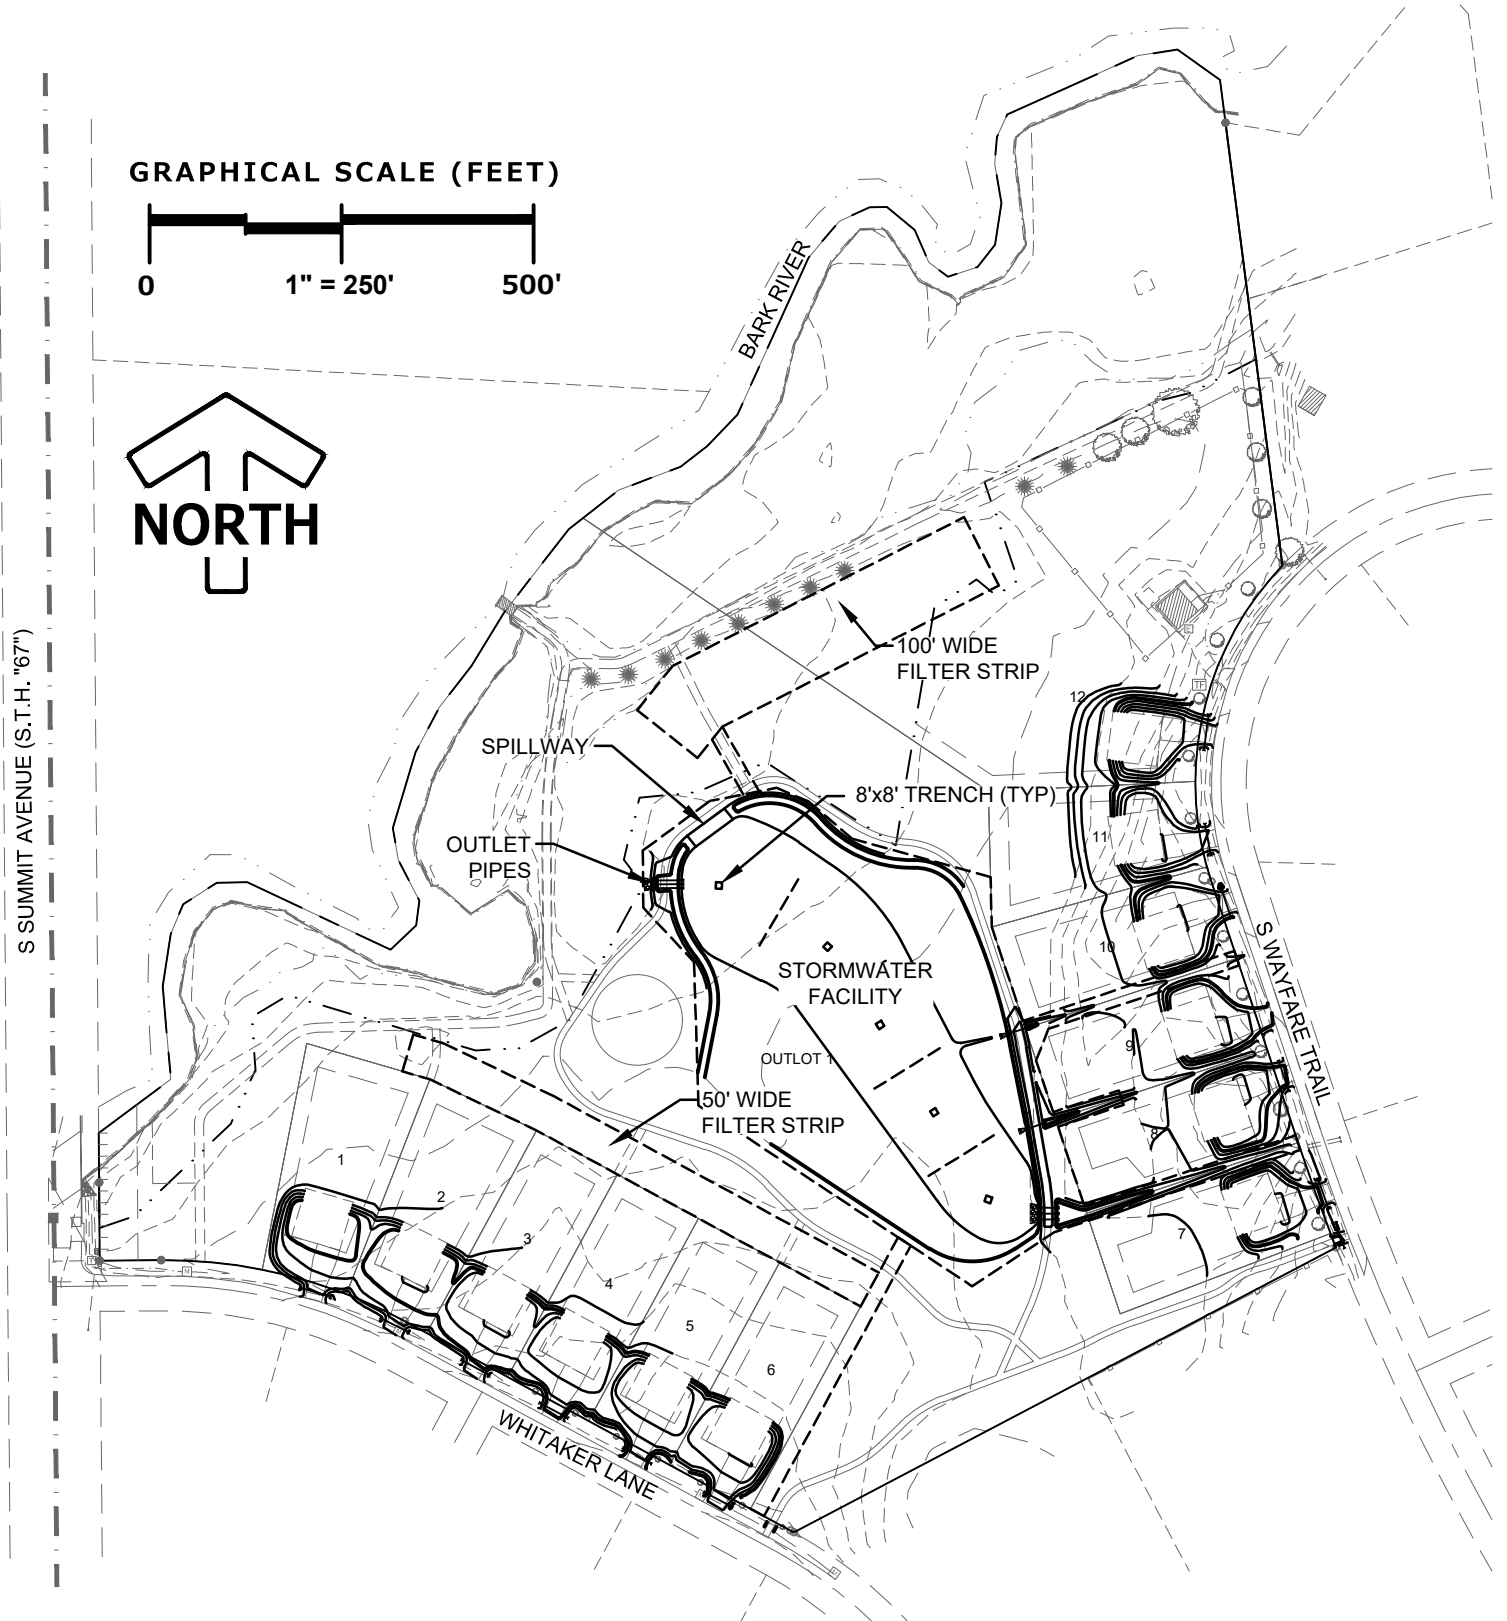 GRAPHICAL SCALE (FEET)
0
1" = 250'
500'
NORTH
S SUMMIT AVENUE (S.T.H. "67")
BARK RIVER
100' WIDE
FILTER STRIP
SPILLWAY
8'x8' TRENCH (TYP)
OUTLET
PIPES
STORMWATER
FACILITY
OUTLOT 1
50' WIDE
FILTER STRIP
12
11
10
9
8
7
S WAYFARE TRAIL
1
2
3
4
5
6
WHITAKER LANE
TF
E
M